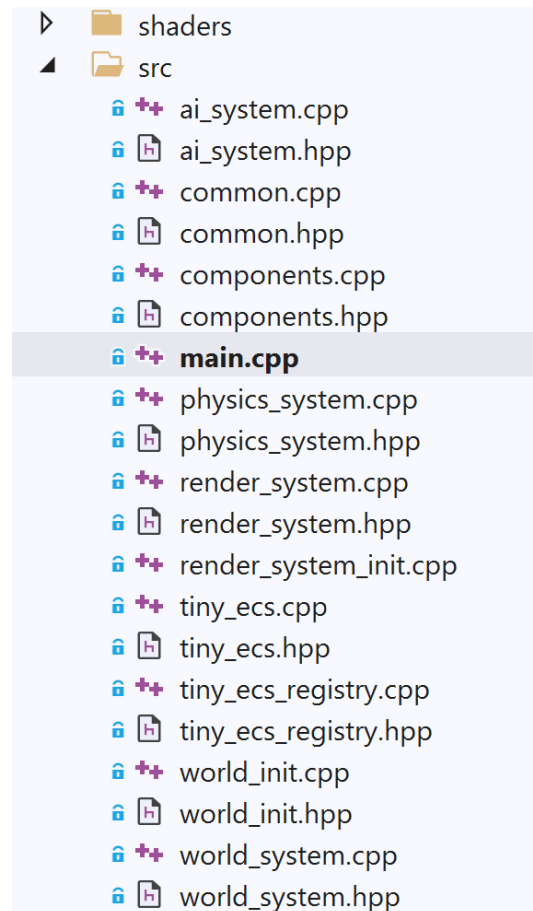 shaders
src
ai_system.cpp
ai_system.hpp
common.cpp
common.hpp
components.cpp
components.hpp
main.cpp
physics_system.cpp
physics_system.hpp
render_system.cpp
render_system.hpp
render_system_init.cpp
tiny_ecs.cpp
tiny_ecs.hpp
tiny_ecs_registry.cpp
tiny_ecs_registry.hpp
world_init.cpp
world_init.hpp
world_system.cpp
world_system.hpp